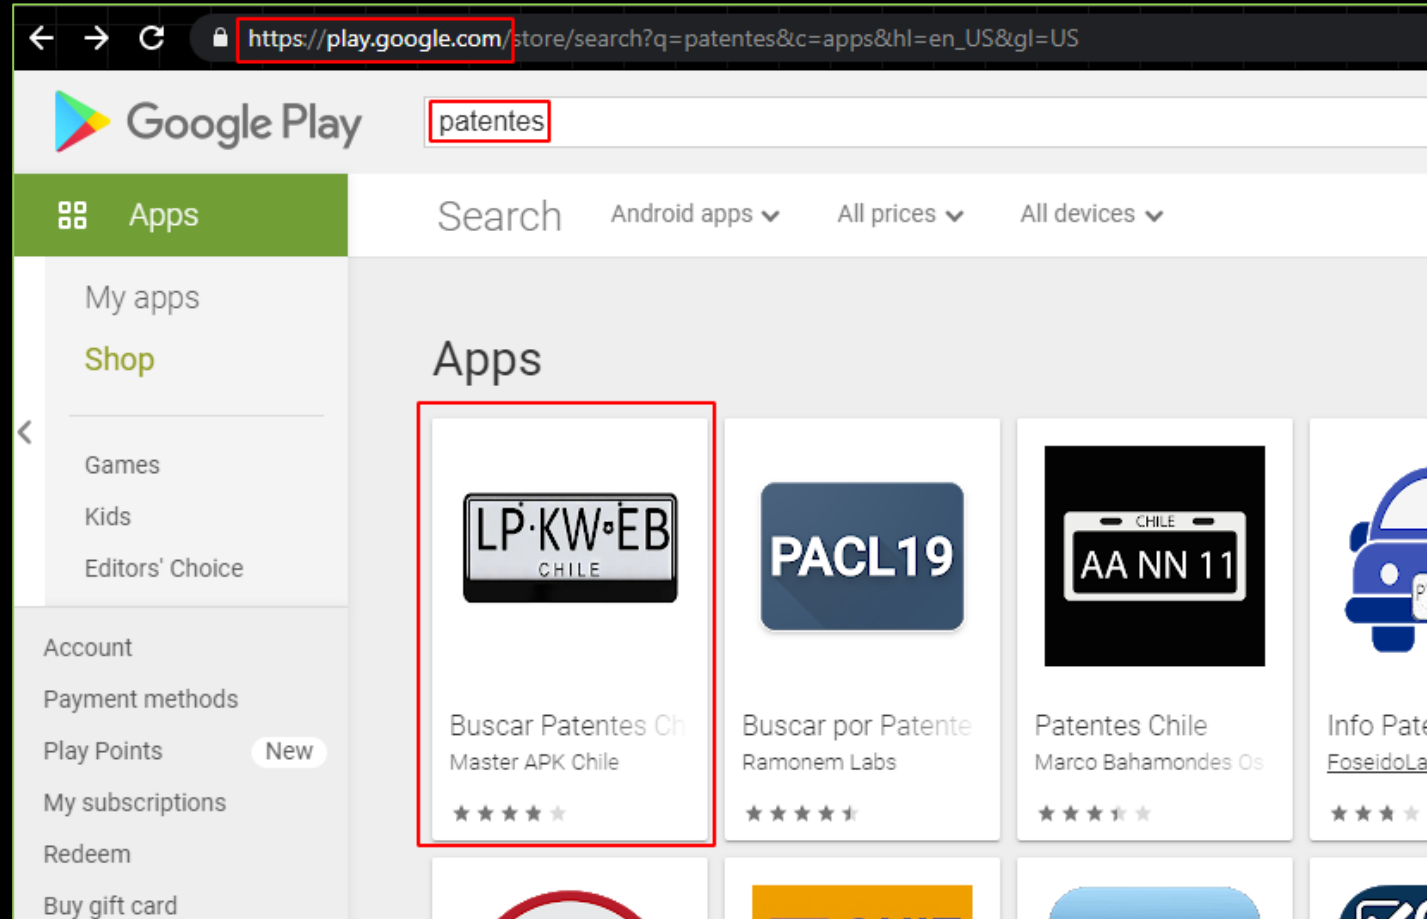 https://play.google.com/store/search?q=patentes&c=apps&hl=en_US&gl=US
Google Play
patentes
Apps
Search
Android apps
All prices
All devices
My apps
Shop
Games
Kids
Editors' Choice
Account
Payment methods
Play Points
New
My subscriptions
Redeem
Buy gift card
Apps
LP·KW·EB
CHILE
Buscar Patentes Ch
Master APK Chile
PACL19
Buscar por Patente
Ramonem Labs
CHILE
AA NN 11
Patentes Chile
Marco Bahamondes Os
P
Info Pate
FoseidoLa